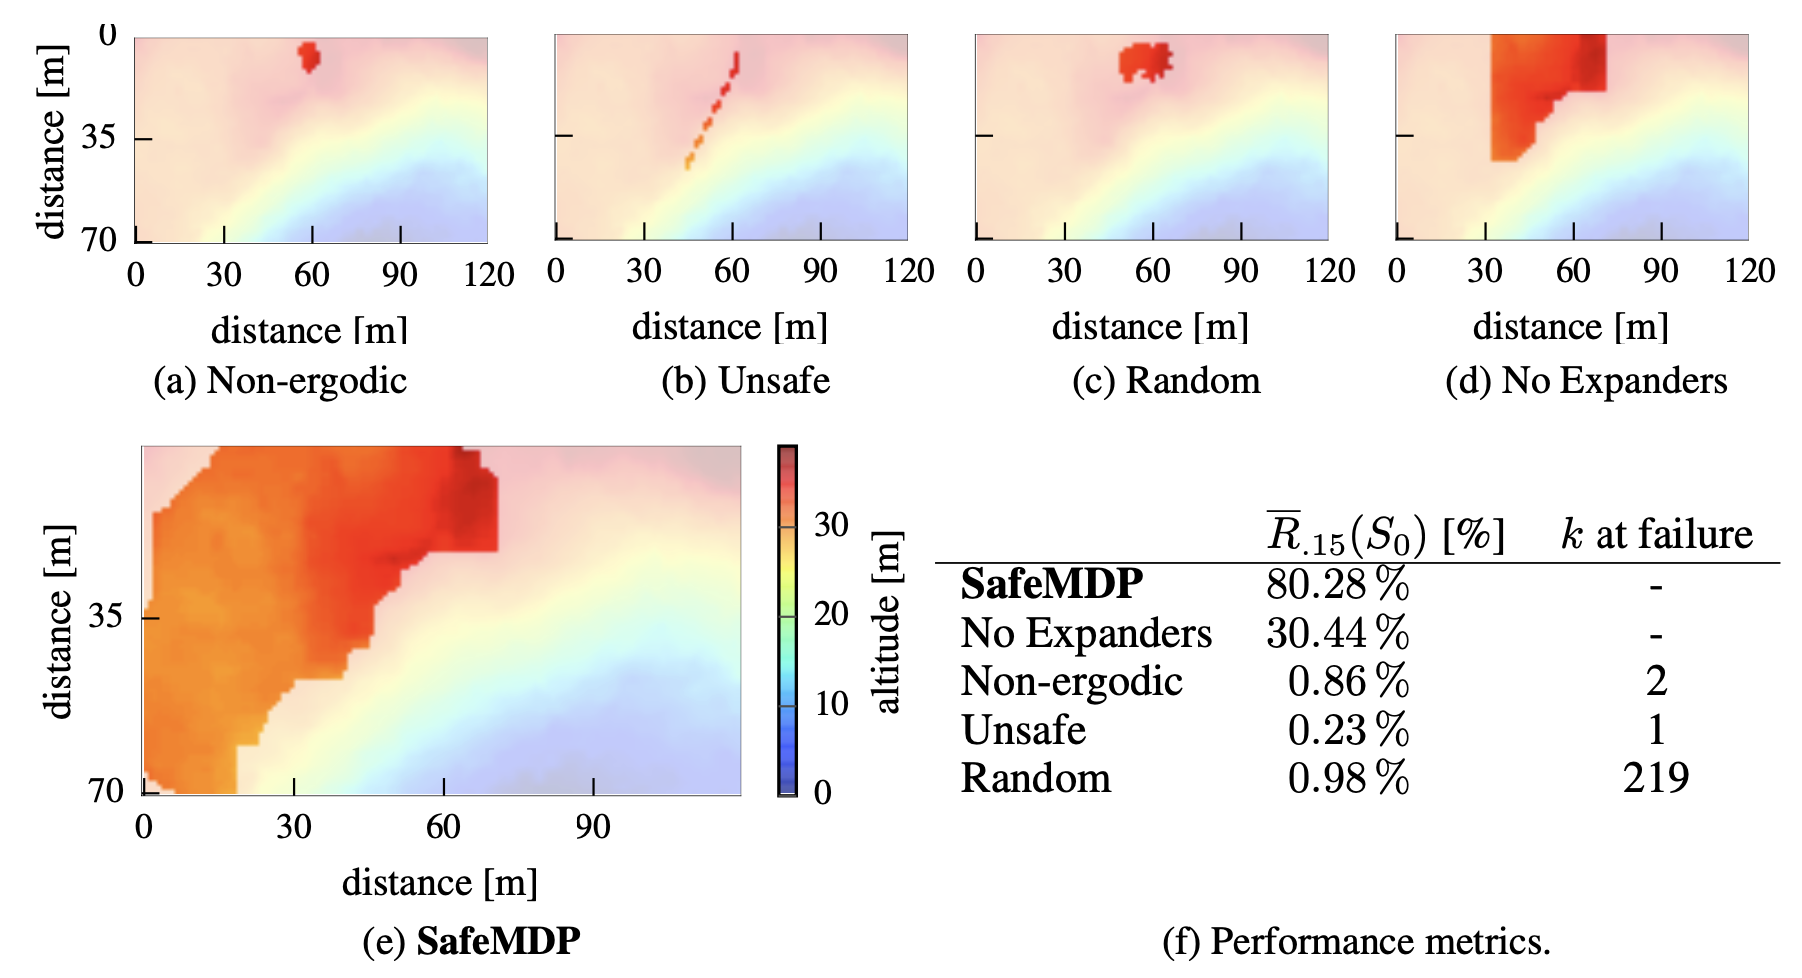 0
35
70
distance [m]
0 30 60 90 120
distance [m]
(a) Non-ergodic
0 30 60 90 120
distance [m]
(b) Unsafe
0 30 60 90 120
distance [m]
(c) Random
0 30 60 90 120
distance [m]
(d) No Expanders
35
70
distance [m]
0 30 60 90
distance [m]
30
20
10
0
altitude [m]
(e) SafeMDP
R̅.15(S0) [%] k at failure
SafeMDP 80.28 % -
No Expanders 30.44 % -
Non-ergodic 0.86 % 2
Unsafe 0.23 % 1
Random 0.98 % 219
(f) Performance metrics.